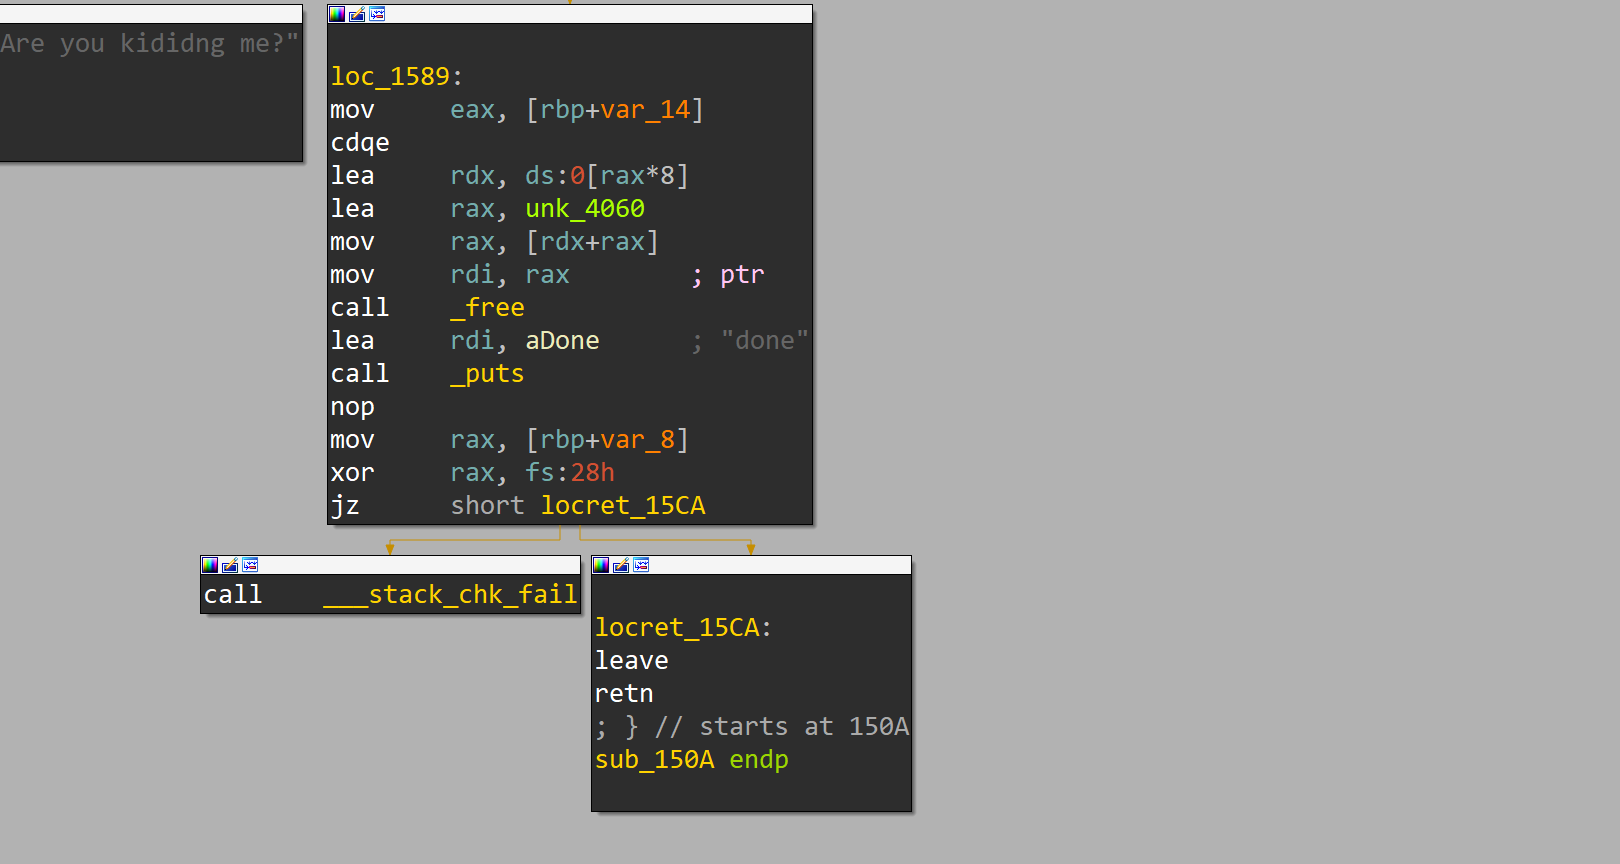 Are you kididng me?"
loc_1589:
mov eax, [rbp+var_14]
cdqe
lea rdx, ds:0[rax*8]
lea rax, unk_4060
mov rax, [rdx+rax]
mov rdi, rax ; ptr
call _free
lea rdi, aDone ; "done"
call _puts
nop
mov rax, [rbp+var_8]
xor rax, fs:28h
jz short locret_15CA
call ___stack_chk_fail
locret_15CA:
leave
retn
; } // starts at 150A
sub_150A endp